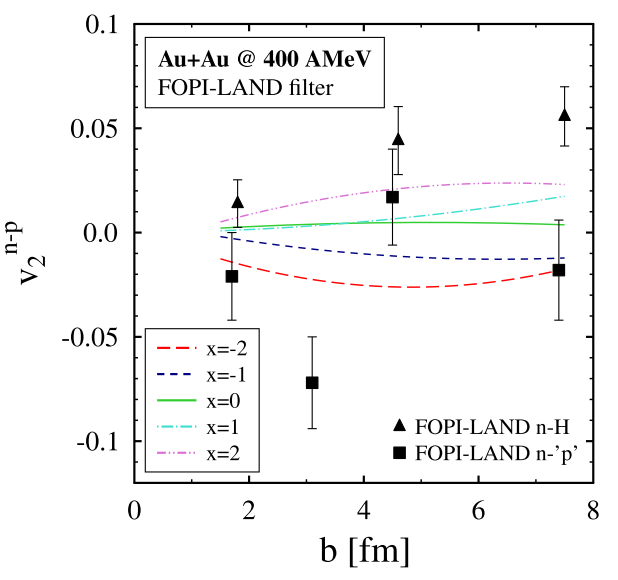 Au+Au @ 400 AMeV
FOPI-LAND filter
0.1
0.05
0.0
-0.05
-0.1
v2^n-p
x=-2
x=-1
x=0
x=1
x=2
FOPI-LAND n-H
FOPI-LAND n-'p'
0 2 4 6 8
b [fm]